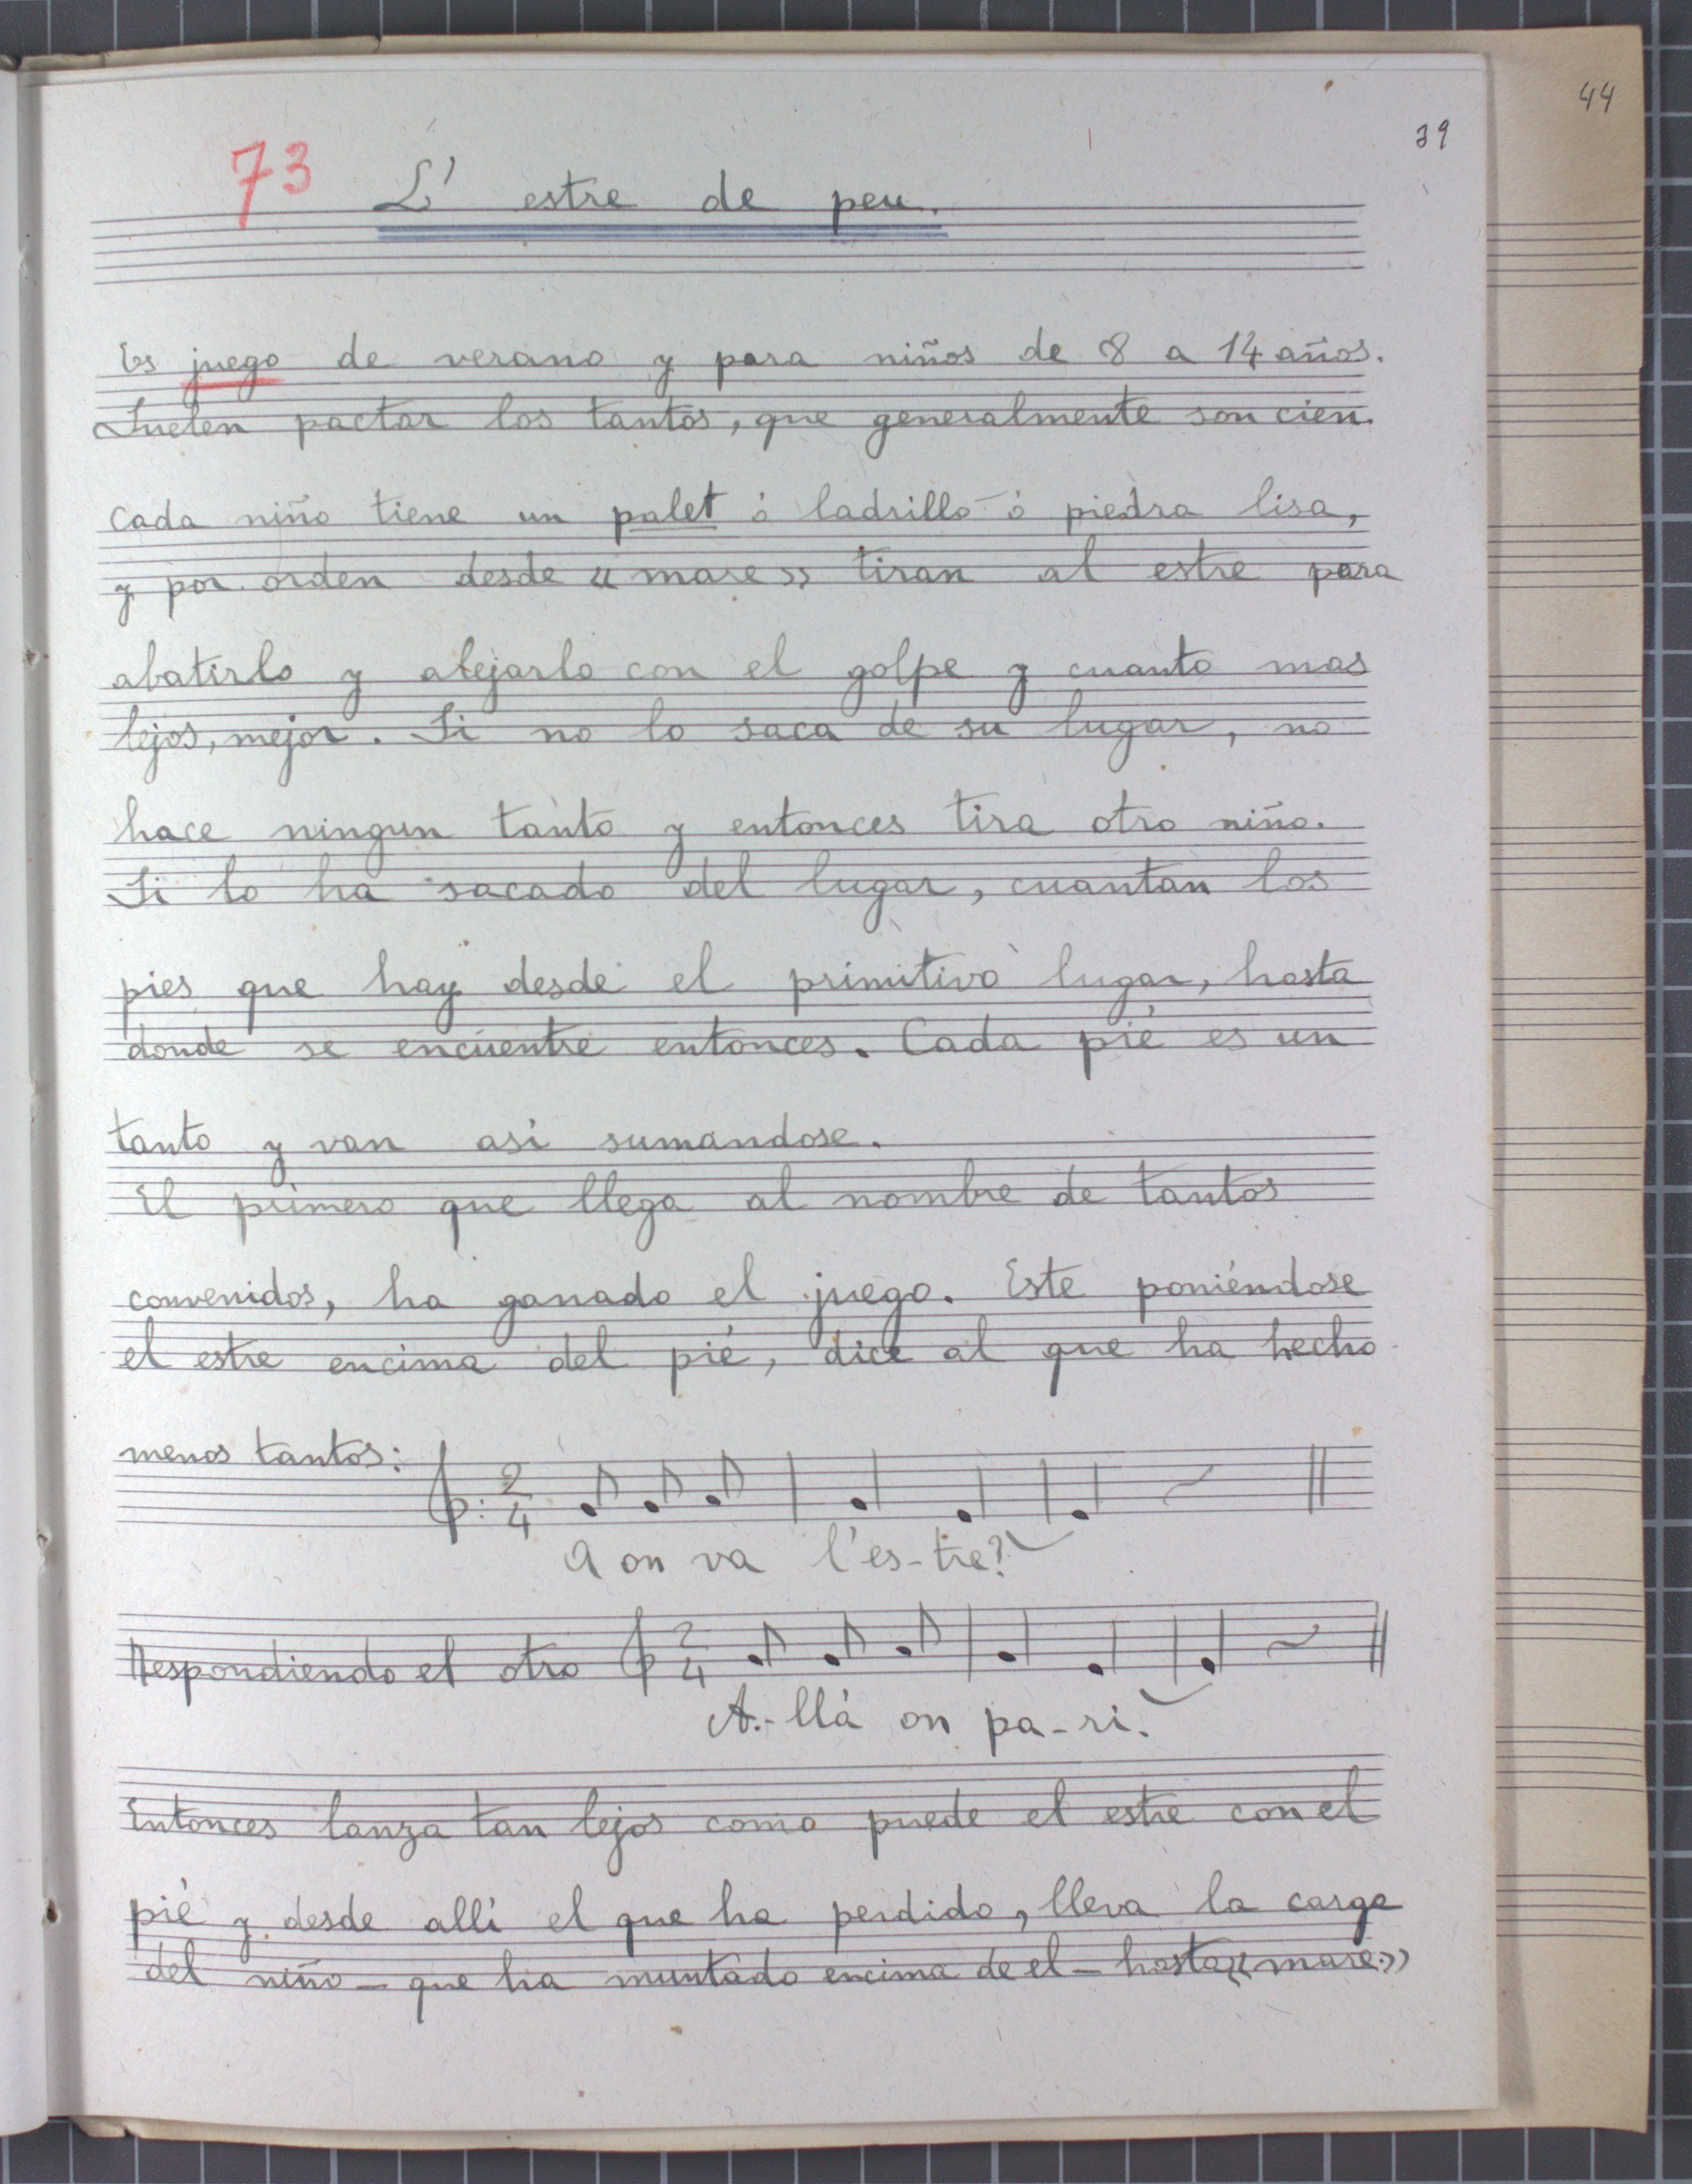 44
39
73 L' estre de peu.
Es juego de verano y para niños de 8 a 14 años.
Suelen pactar los tantos, que generalmente son cien.
Cada niño tiene un palet ó ladrillo ó piedra lisa,
y por orden desde «mare» tiran al estre para
abatirlo y alejarlo con el golpe y cuanto mas
lejos, mejor. Si no lo saca de su lugar, no
hace ningun tanto y entonces tira otro niño.
Si lo ha sacado del lugar, cuantan los
pies que hay desde el primitivo lugar, hasta
donde se encuentre entonces. Cada pié es un
tanto y van asi sumandose.
El primero que llega al nombre de tantos
convenidos, ha ganado el juego. Este poniéndose
el estre encima del pié, dice al que ha hecho
menos tantos: 2/4
A on va l'es-tre?
Respondiendo el otro 2/4
A.-llá on pa-ri.
Entonces lanza tan lejos como puede el estre con el
pié y desde allí el que ha perdido, lleva la carga
del niño - que ha muntado encima de el - hasta «mare.»